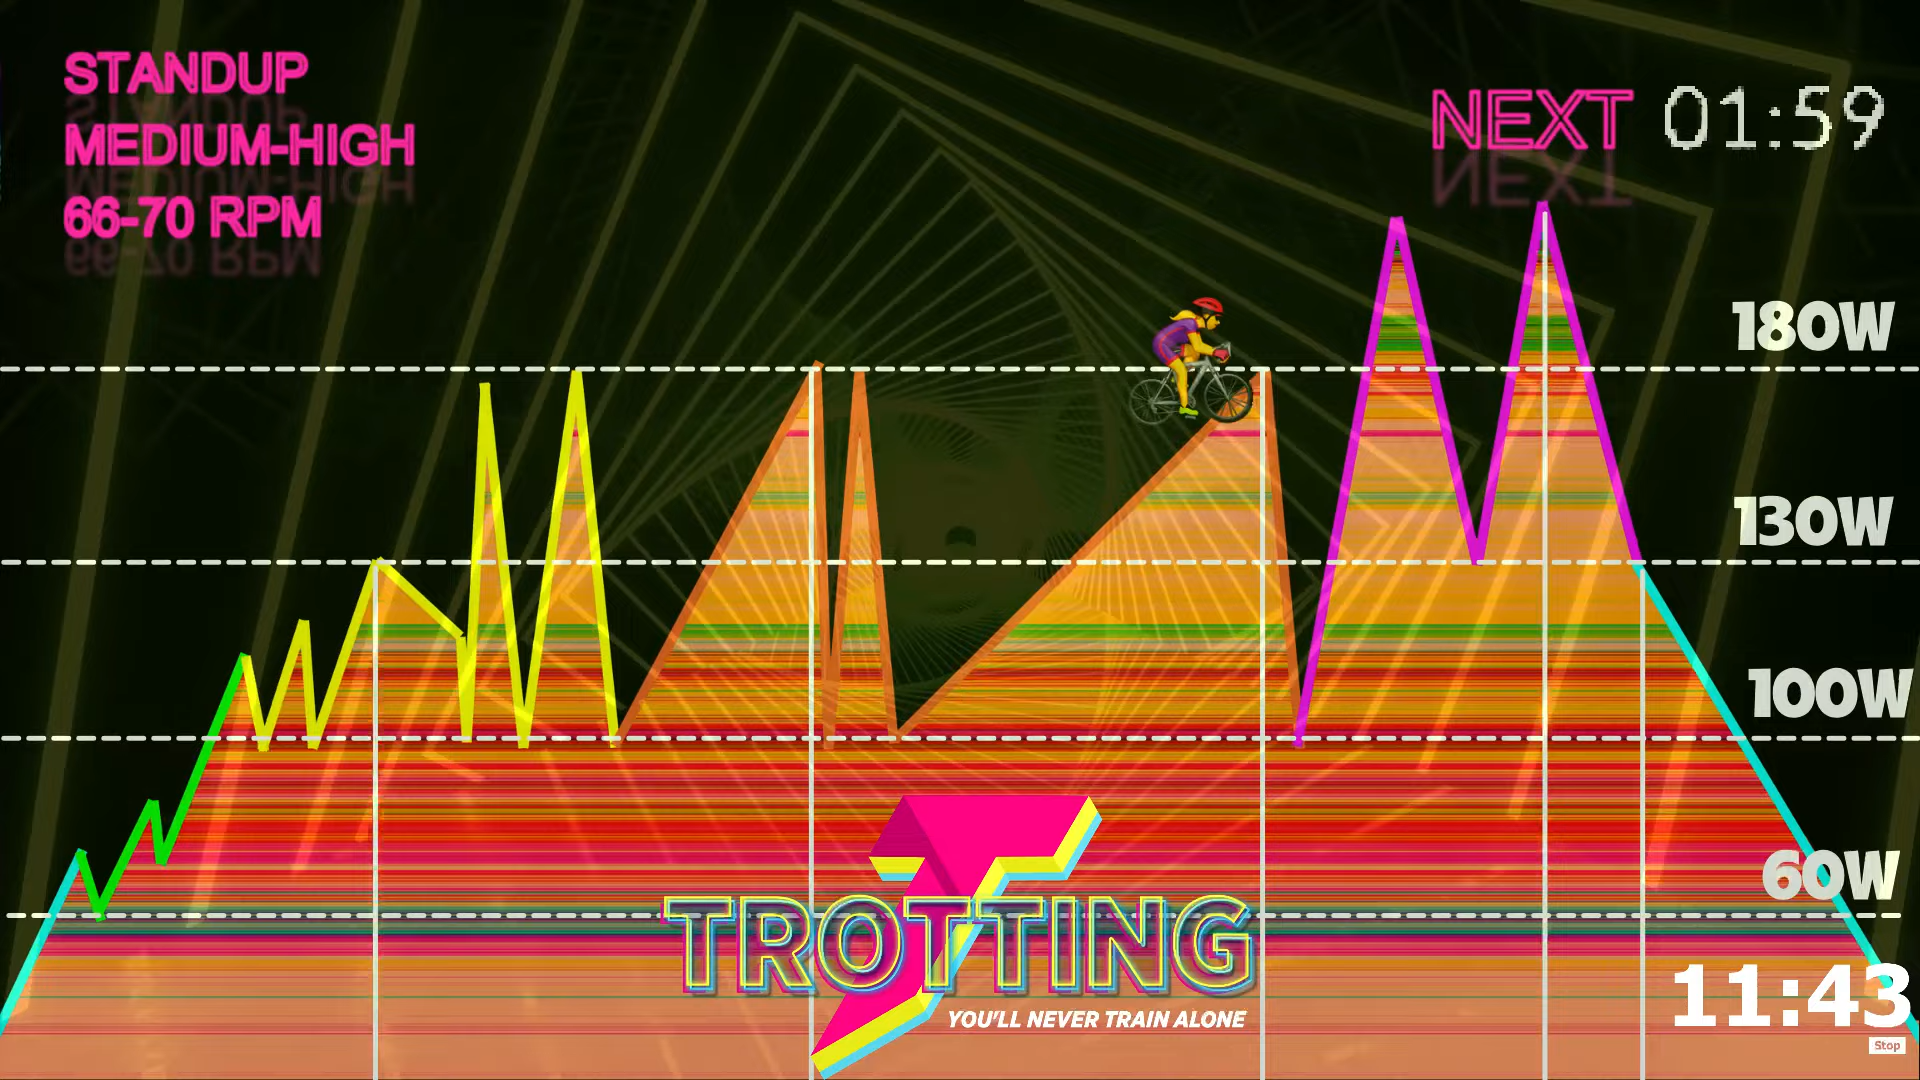 STANDUP
MEDIUM-HIGH
66-70 RPM
NEXT 01:59
180W
130W
100W
60W
TROTTING
YOU'LL NEVER TRAIN ALONE
11:43
Stop